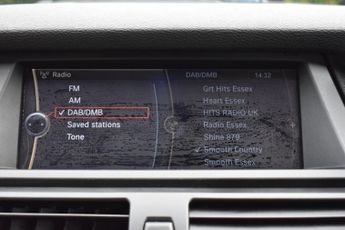 Radio
DAB/DMB
14:32
FM
AM
DAB/DMB
Saved stations
Tone
Grt Hits Essex
Heart Essex
HITS RADIO UK
Radio Essex
Shine 879
Smooth Country
Smooth Essex